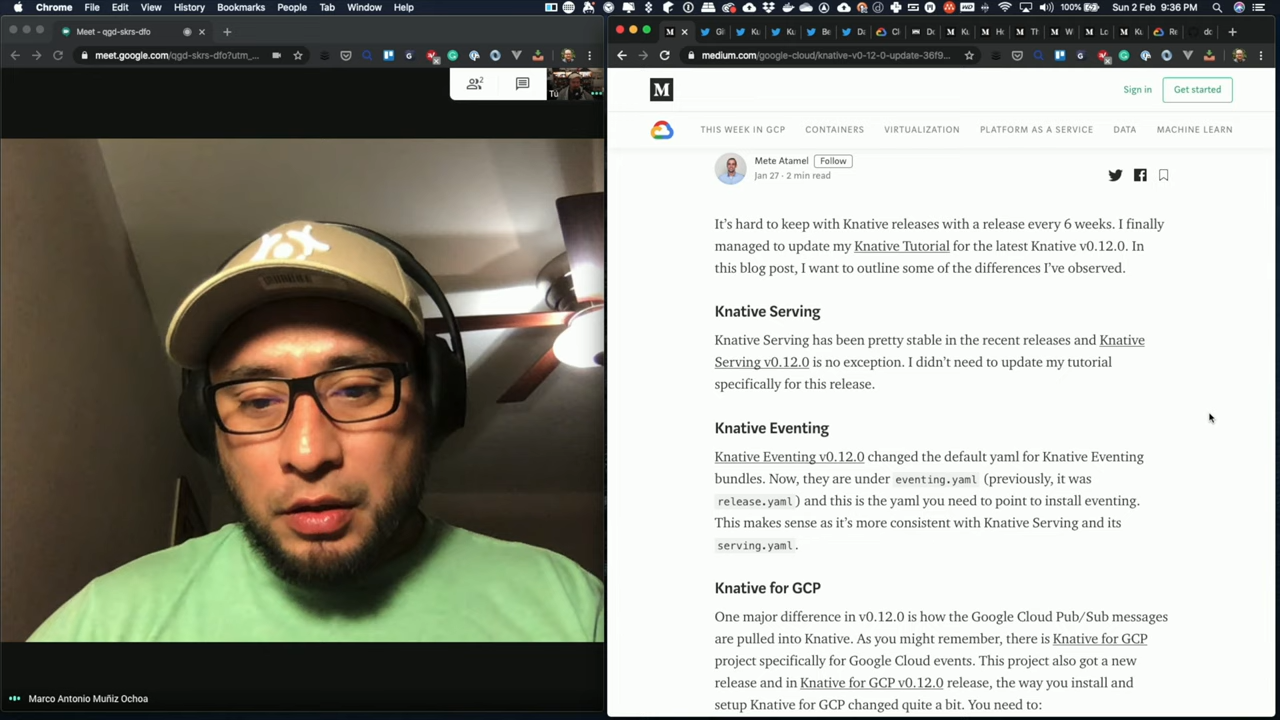 Chrome File Edit View History Bookmarks People Tab Window Help
100% Sun 2 Feb 9:36 PM
Meet - qgd-skrs-dfo
meet.google.com/qgd-skrs-dfo?utm_...
2
Tú
Marco Antonio Muñiz Ochoa
medium.com/google-cloud/knative-v0-12-0-update-36f9...
M
Sign in
Get started
THIS WEEK IN GCP CONTAINERS VIRTUALIZATION PLATFORM AS A SERVICE DATA MACHINE LEARN
Mete Atamel Follow
Jan 27 · 2 min read
It’s hard to keep with Knative releases with a release every 6 weeks. I finally
managed to update my Knative Tutorial for the latest Knative v0.12.0. In
this blog post, I want to outline some of the differences I’ve observed.
Knative Serving
Knative Serving has been pretty stable in the recent releases and Knative
Serving v0.12.0 is no exception. I didn’t need to update my tutorial
specifically for this release.
Knative Eventing
Knative Eventing v0.12.0 changed the default yaml for Knative Eventing
bundles. Now, they are under eventing.yaml (previously, it was
release.yaml) and this is the yaml you need to point to install eventing.
This makes sense as it’s more consistent with Knative Serving and its
serving.yaml.
Knative for GCP
One major difference in v0.12.0 is how the Google Cloud Pub/Sub messages
are pulled into Knative. As you might remember, there is Knative for GCP
project specifically for Google Cloud events. This project also got a new
release and in Knative for GCP v0.12.0 release, the way you install and
setup Knative for GCP changed quite a bit. You need to: